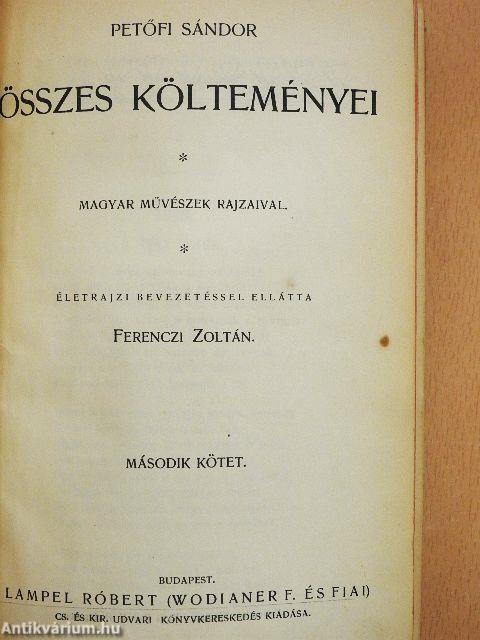 PETŐFI SÁNDOR
ÖSSZES KÖLTEMÉNYEI
*
MAGYAR MŰVÉSZEK RAJZAIVAL.
*
ÉLETRAJZI BEVEZETÉSSEL ELLÁTTA
FERENCZI ZOLTÁN.
MÁSODIK KÖTET.
BUDAPEST.
LAMPEL RÓBERT (WODIANER F. ÉS FIAI)
CS. ÉS KIR. UDVARI KÖNYVKERESKEDÉS KIADÁSA.
Antikvárium.hu